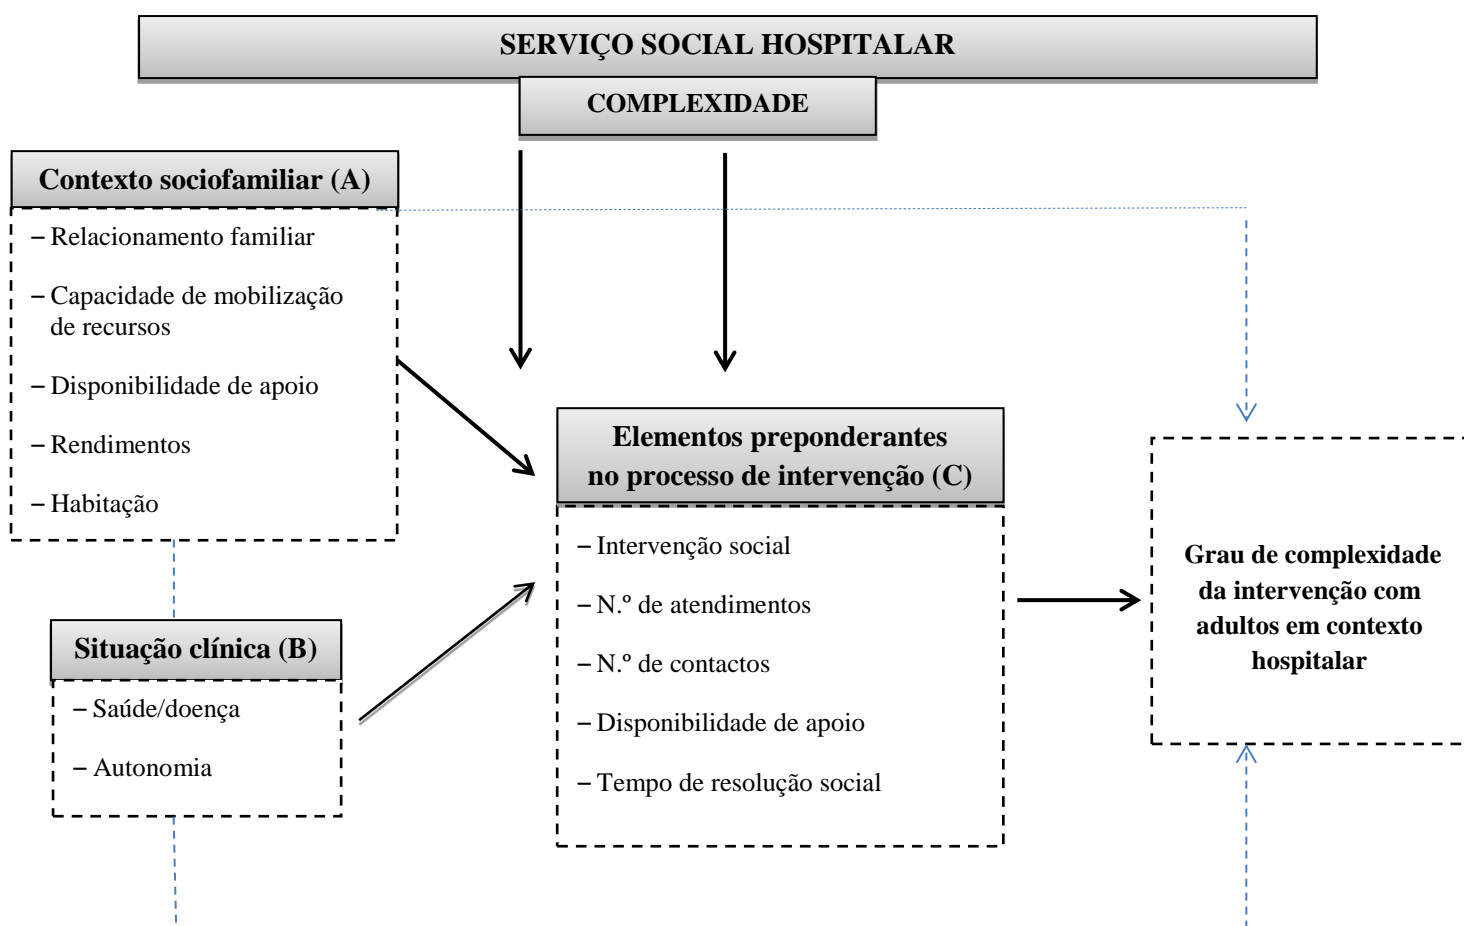 SERVIÇO SOCIAL HOSPITALAR
COMPLEXIDADE
Contexto sociofamiliar (A)
– Relacionamento familiar
– Capacidade de mobilização
de recursos
– Disponibilidade de apoio
– Rendimentos
– Habitação
Situação clínica (B)
– Saúde/doença
– Autonomia
Elementos preponderantes
no processo de intervenção (C)
– Intervenção social
– N.º de atendimentos
– N.º de contactos
– Disponibilidade de apoio
– Tempo de resolução social
Grau de complexidade
da intervenção com
adultos em contexto
hospitalar